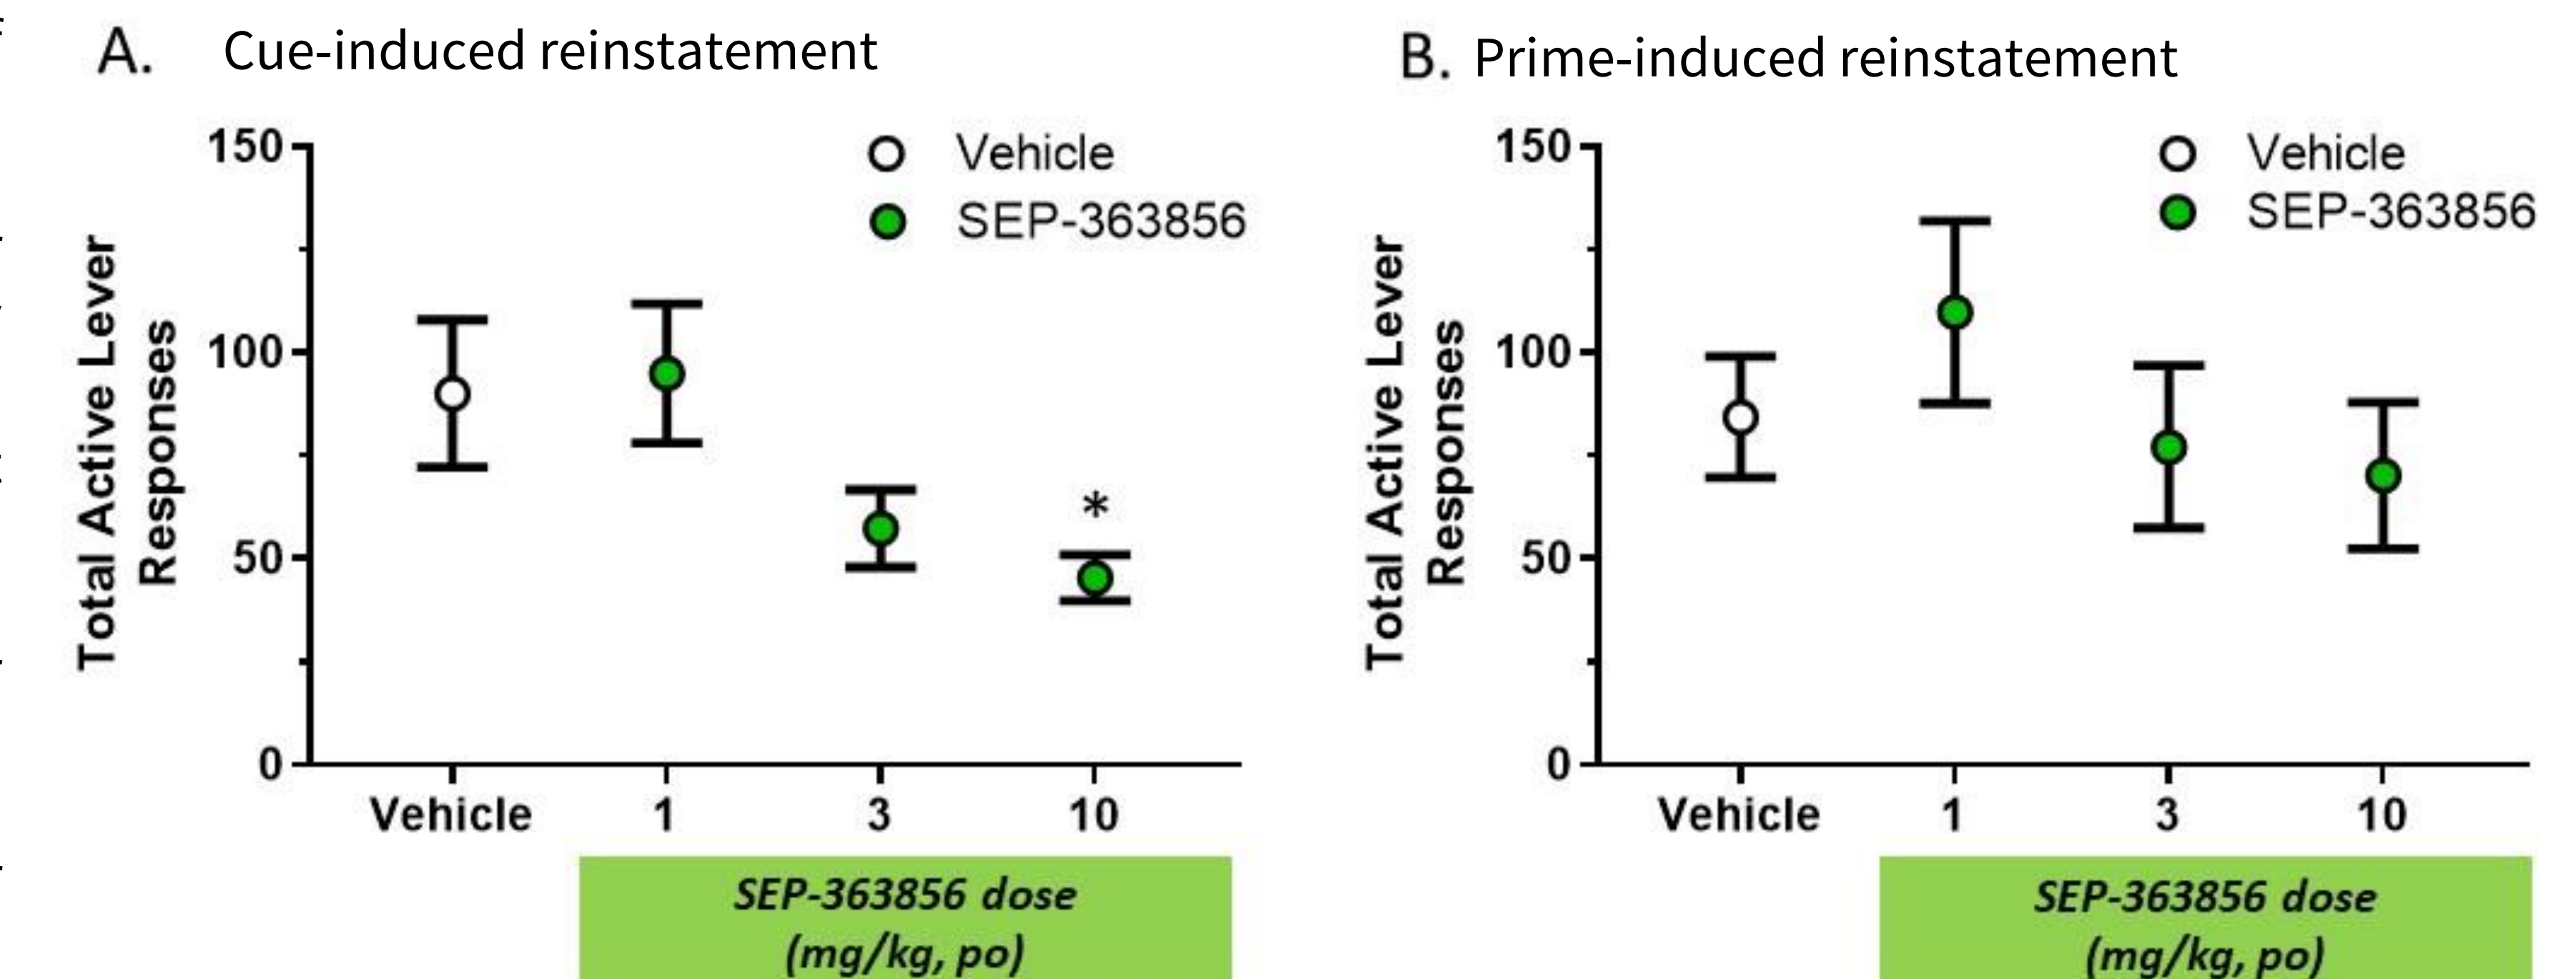 A. Cue-induced reinstatement
150
100
50
0
Total Active Lever
Responses
Vehicle
SEP-363856
*
Vehicle 1 3 10
SEP-363856 dose
(mg/kg, po)
B. Prime-induced reinstatement
150
100
50
0
Total Active Lever
Responses
Vehicle
SEP-363856
Vehicle 1 3 10
SEP-363856 dose
(mg/kg, po)